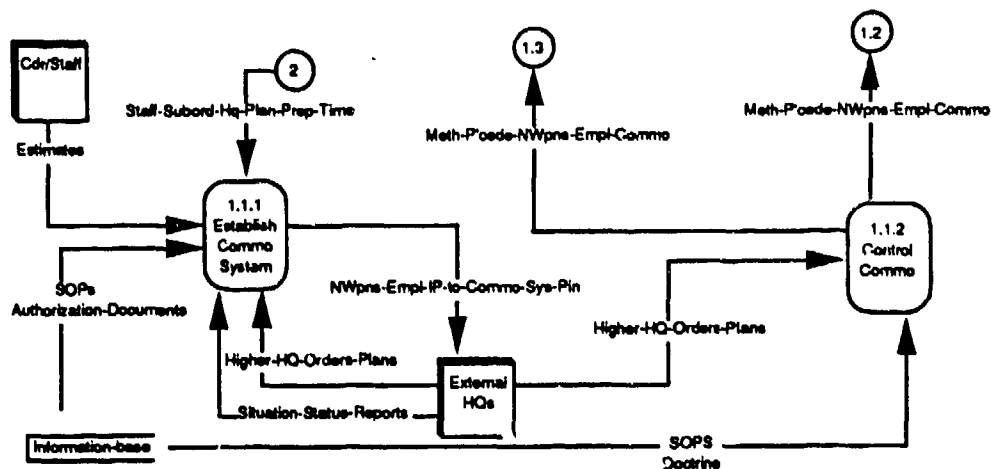 1.3
1.2
Cdr/Staff
2
Staff-Subord-Hq-Plan-Prep-Time
Meth-P'cede-NWpns-Empl-Commo
Meth-P'cede-NWpns-Empl-Commo
Estimates
1.1.1
Establish
Commo
System
1.1.2
Control
Commo
SOPs
Authorization-Documents
NWpns-Empl-IP-to-Commo-Sys-Pln
Higher-HQ-Orders-Plans
Higher-HQ-Orders-Plans
External
HQs
Situation-Status-Reports
Information-base
SOPS
Doctrine